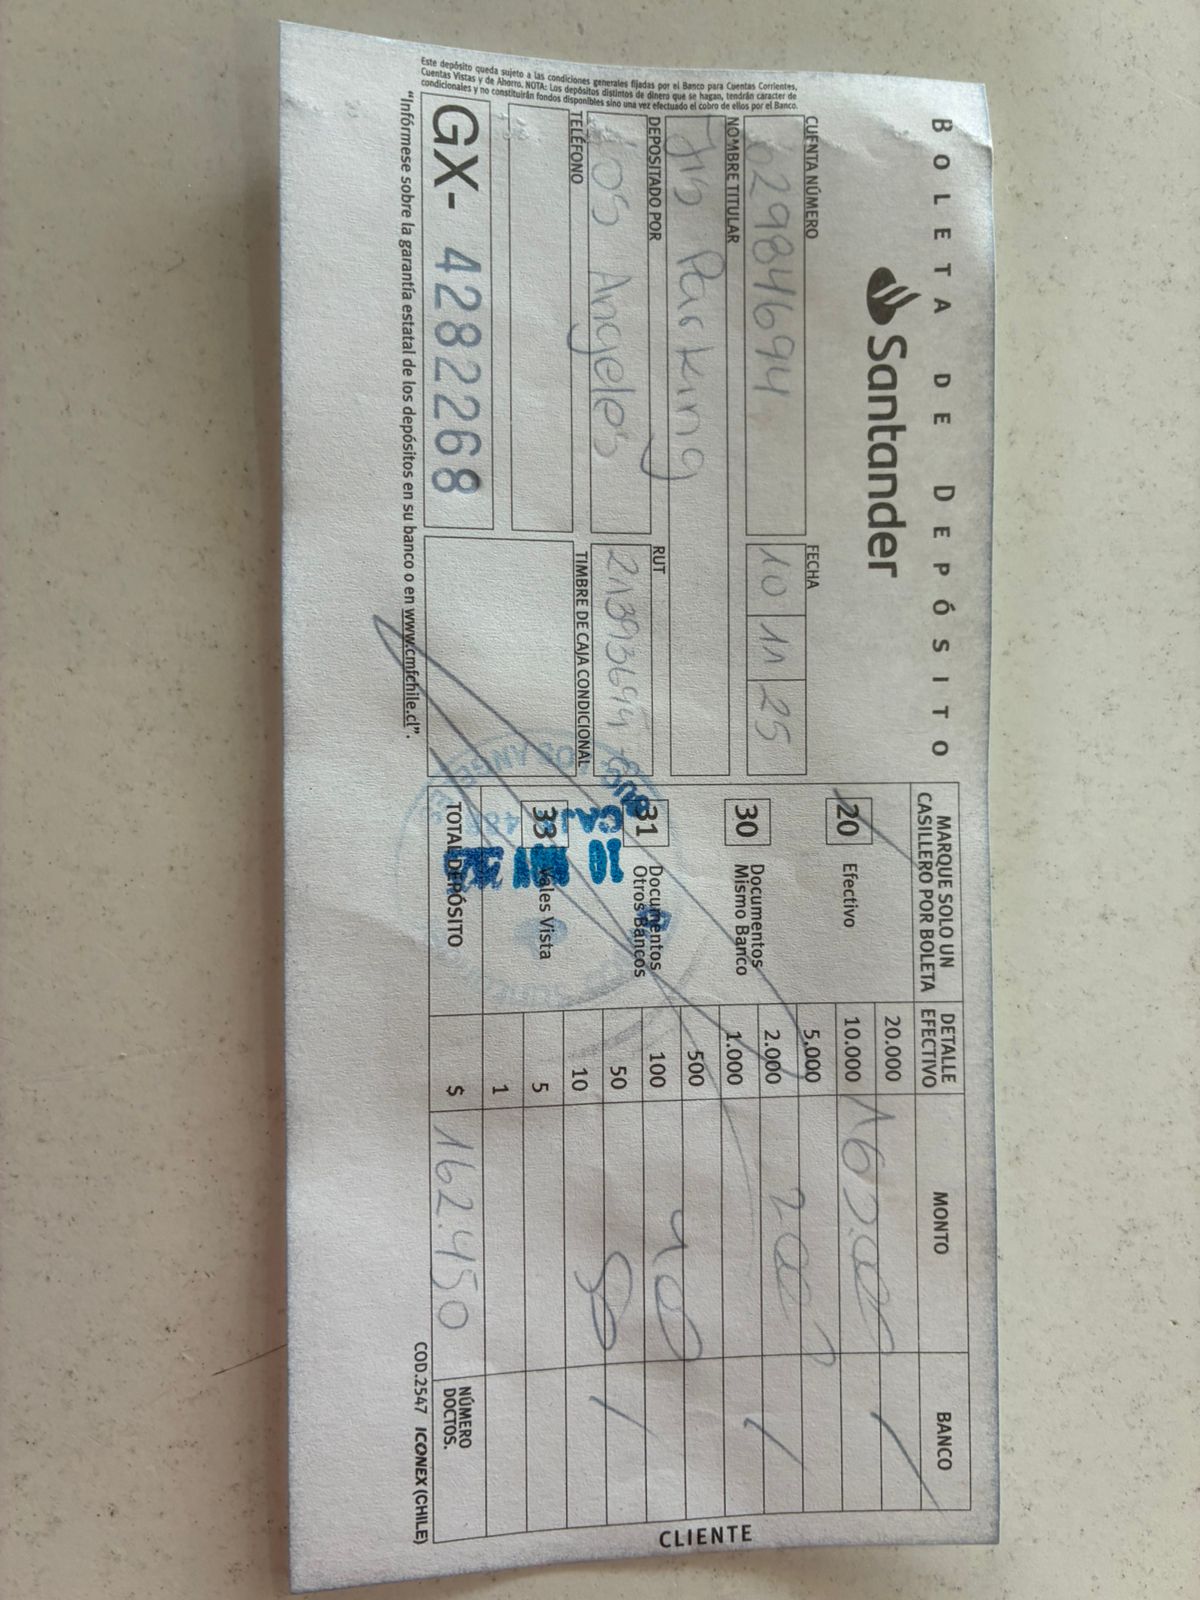 BOLETA DE DEPÓSITO
Santander
CUENTA NÚMERO
029846694
FECHA
10 11 25
NOMBRE TITULAR
Parking
DEPOSITADO POR
Los Angeles
RUT
213936944
TELÉFONO
TIMBRE DE CAJA CONDICIONAL
GX- 4282268
Este depósito queda sujeto a las condiciones generales fijadas por el Banco para Cuentas Corrientes,
Cuentas Vistas y de Ahorro. NOTA: Los depósitos distintos de dinero que se hagan, tendrán caracter de
condicionales y no constituirán fondos disponibles sino una vez efectuado el cobro de ellos por el Banco.
"Infórmese sobre la garantía estatal de los depósitos en su banco o en www.cmfchile.cl".
MARQUE SOLO UN
CASILLERO POR BOLETA
20 Efectivo
30 Documentos
Mismo Banco
31 Documentos
Otros Bancos
33 Vales Vista
TOTAL DEPÓSITO $ 162.450
DETALLE
EFECTIVO
MONTO
BANCO
20.000
10.000
5.000
2.000
1.000
500
100
50
10
5
1
NÚMERO
DOCTOS.
COD.2547 ICONEX (CHILE)
CLIENTE